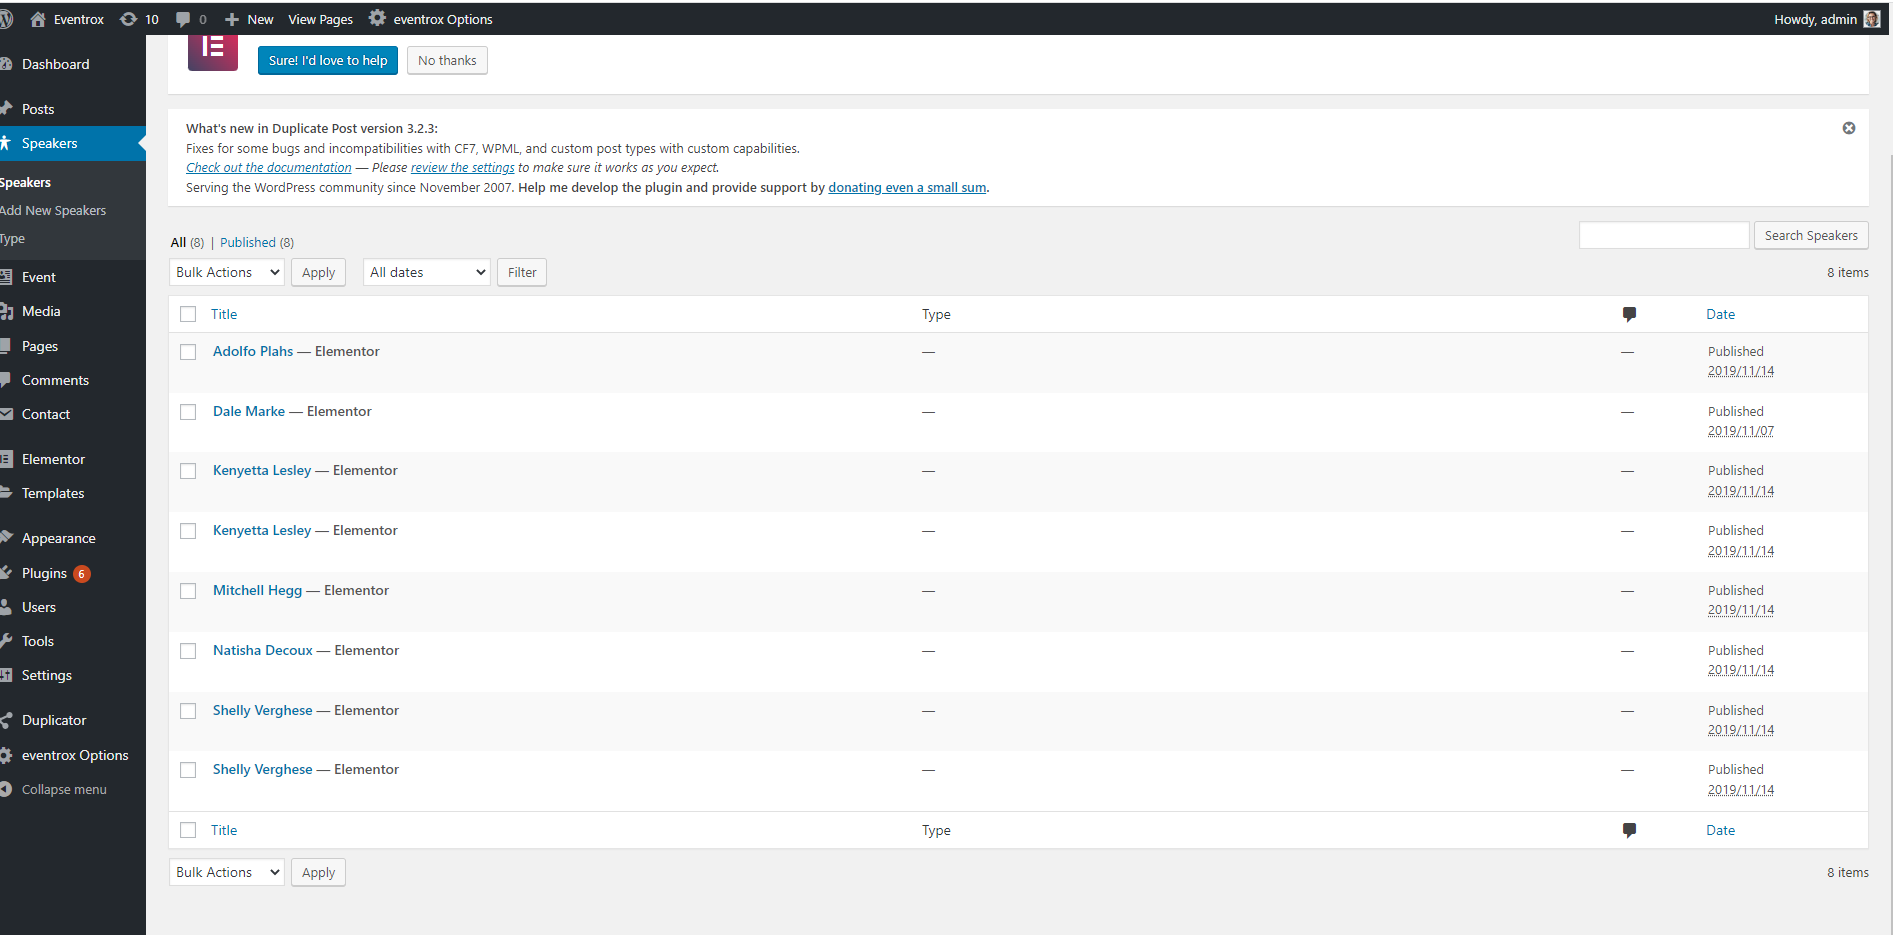 Eventrox 10 0 New View Pages eventrox Options Howdy, admin
Sure! I'd love to help No thanks
Dashboard
Posts
Speakers
Speakers
Add New Speakers
Type
Event
Media
Pages
Comments
Contact
Elementor
Templates
Appearance
Plugins 6
Users
Tools
Settings
Duplicator
eventrox Options
Collapse menu
What's new in Duplicate Post version 3.2.3:
Fixes for some bugs and incompatibilities with CF7, WPML, and custom post types with custom capabilities.
Check out the documentation — Please review the settings to make sure it works as you expect.
Serving the WordPress community since November 2007. Help me develop the plugin and provide support by donating even a small sum.
All (8) | Published (8) Search Speakers
Bulk Actions Apply All dates Filter 8 items
Title Type Date
Adolfo Plahs — Elementor — — Published
2019/11/14
Dale Marke — Elementor — — Published
2019/11/07
Kenyetta Lesley — Elementor — — Published
2019/11/14
Kenyetta Lesley — Elementor — — Published
2019/11/14
Mitchell Hegg — Elementor — — Published
2019/11/14
Natisha Decoux — Elementor — — Published
2019/11/14
Shelly Verghese — Elementor — — Published
2019/11/14
Shelly Verghese — Elementor — — Published
2019/11/14
Title Type Date
Bulk Actions Apply 8 items